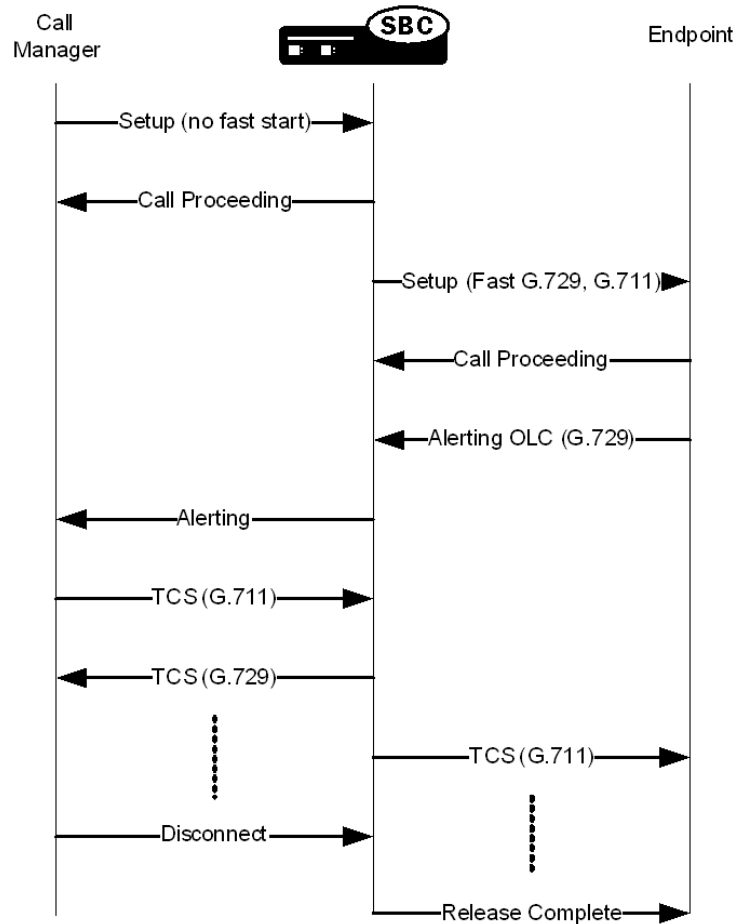 Call
Manager
SBC
Endpoint
Setup (no fast start)
Call Proceeding
Setup (Fast G.729, G.711)
Call Proceeding
Alerting OLC (G.729)
Alerting
TCS (G.711)
TCS (G.729)
TCS (G.711)
Disconnect
Release Complete